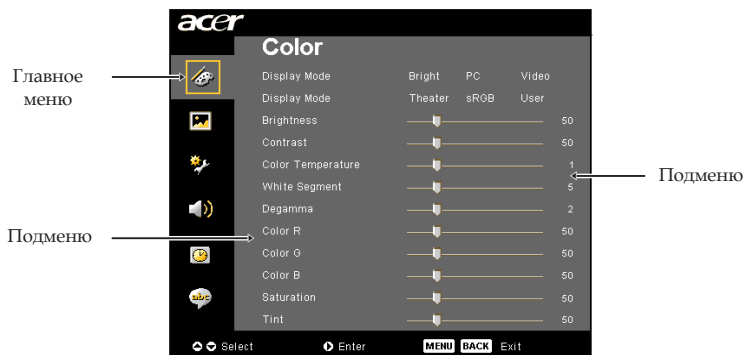 acer
Color
Главное
меню
Display Mode Bright PC Video
Display Mode Theater sRGB User
Brightness 50
Contrast 50
Color Temperature 1
White Segment 5
Подменю
Degamma 2
Подменю
Color R 50
Color G 50
Color B 50
abc
Saturation 50
Tint 50
Select Enter MENU BACK Exit